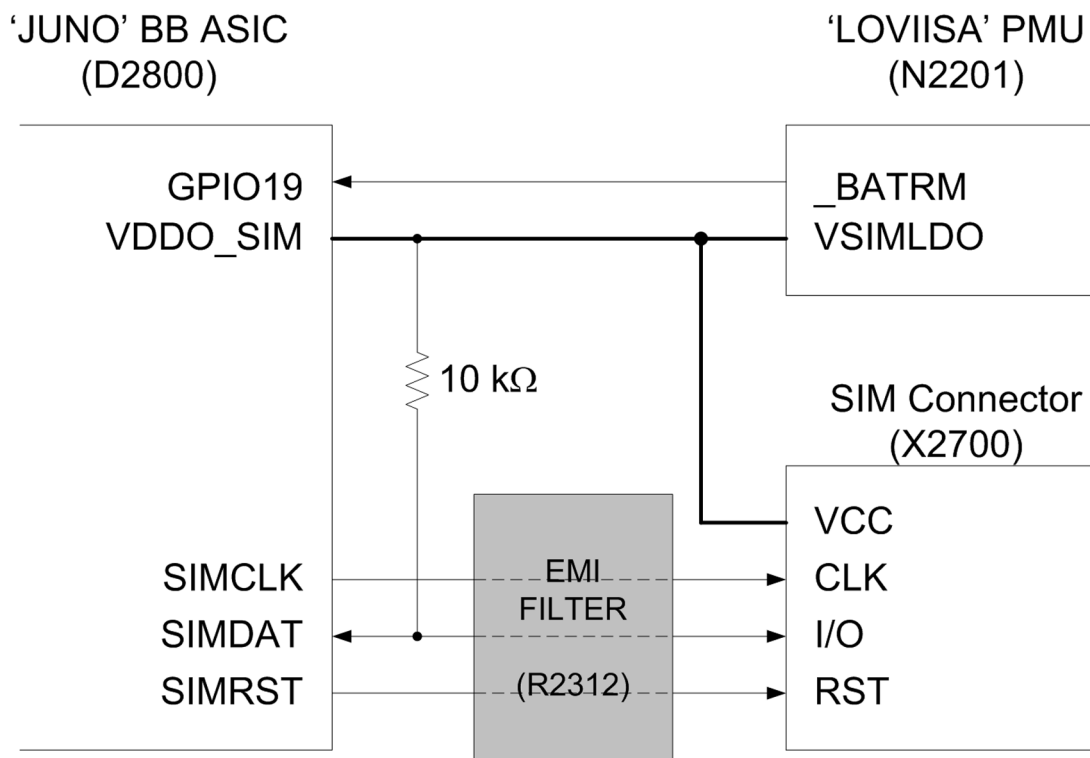 ‘JUNO’ BB ASIC
(D2800)
‘LOVIISA’ PMU
(N2201)
GPIO19
VDDO_SIM
_BATRM
VSIMLDO
10 kΩ
SIM Connector
(X2700)
VCC
SIMCLK
EMI
CLK
FILTER
SIMDAT
I/O
SIMRST
(R2312)
RST